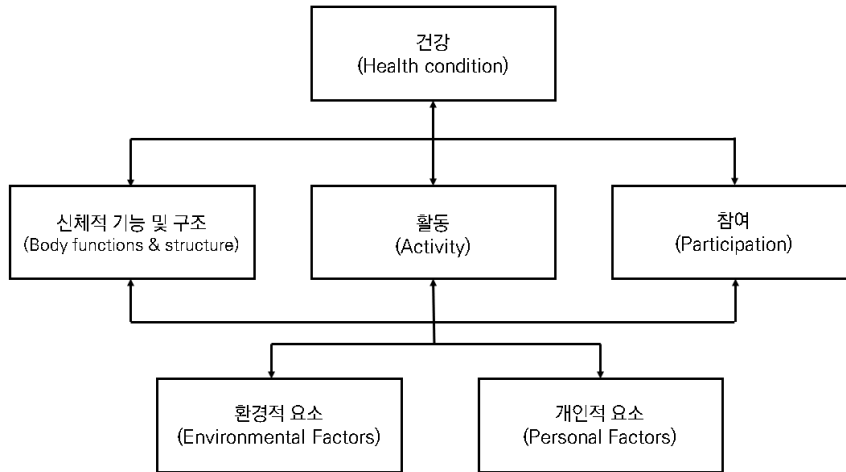 건강
(Health condition)
신체적 기능 및 구조
(Body functions & structure)
활동
(Activity)
참여
(Participation)
환경적 요소
(Environmental Factors)
개인적 요소
(Personal Factors)